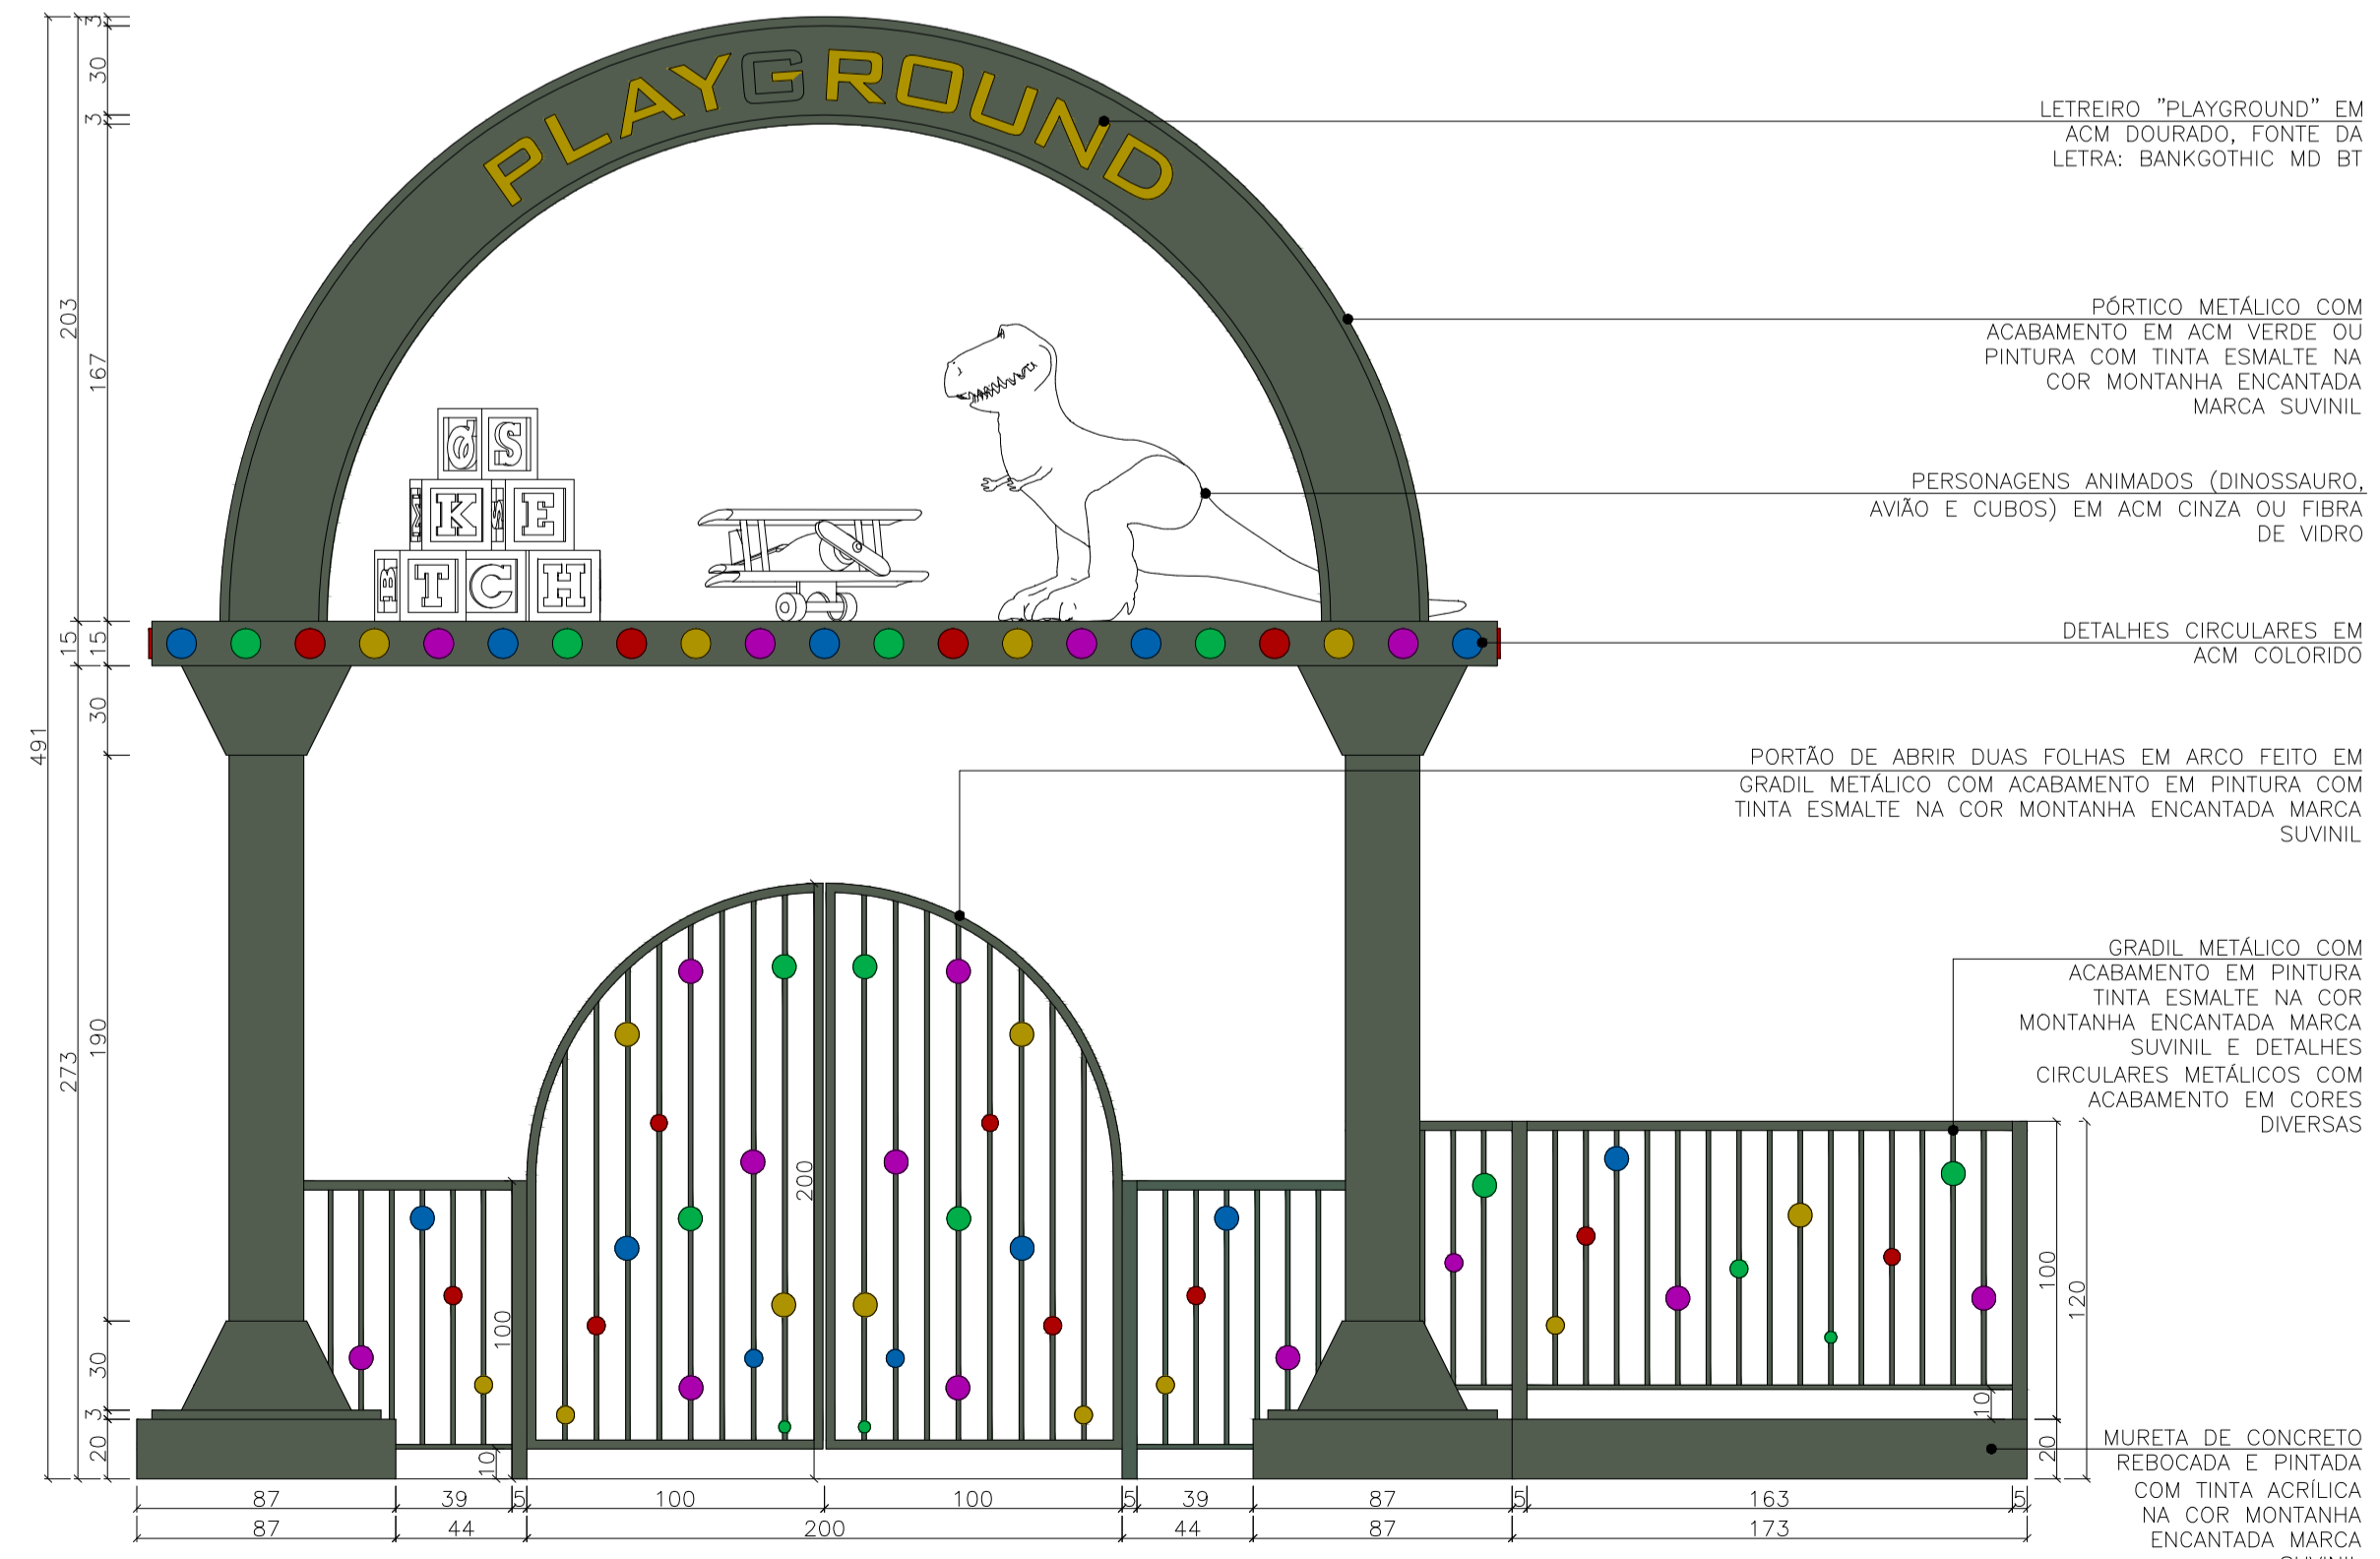 PLAYGROUND
LETREIRO "PLAYGROUND" EM
ACM DOURADO, FONTE DA
LETRA: BANKGOTHIC MD BT
PÓRTICO METÁLICO COM
ACABAMENTO EM ACM VERDE OU
PINTURA COM TINTA ESMALTE NA
COR MONTANHA ENCANTADA
MARCA SUVINIL
PERSONAGENS ANIMADOS (DINOSSAURO,
AVIÃO E CUBOS) EM ACM CINZA OU FIBRA
DE VIDRO
S
K E
T C H
DETALHES CIRCULARES EM
ACM COLORIDO
PORTÃO DE ABRIR DUAS FOLHAS EM ARCO FEITO EM
GRADIL METÁLICO COM ACABAMENTO EM PINTURA COM
TINTA ESMALTE NA COR MONTANHA ENCANTADA MARCA
SUVINIL
GRADIL METÁLICO COM
ACABAMENTO EM PINTURA
TINTA ESMALTE NA COR
MONTANHA ENCANTADA MARCA
SUVINIL E DETALHES
CIRCULARES METÁLICOS COM
ACABAMENTO EM CORES
DIVERSAS
MURETA DE CONCRETO
REBOCADA E PINTADA
COM TINTA ACRÍLICA
NA COR MONTANHA
ENCANTADA MARCA
491
203
15
273
3
30
3
167
15
30
190
30
3
20
100
10
200
10
100
20
120
87 39 5 100 100 5 39 87 5 163 5
87 44 200 44 87 173